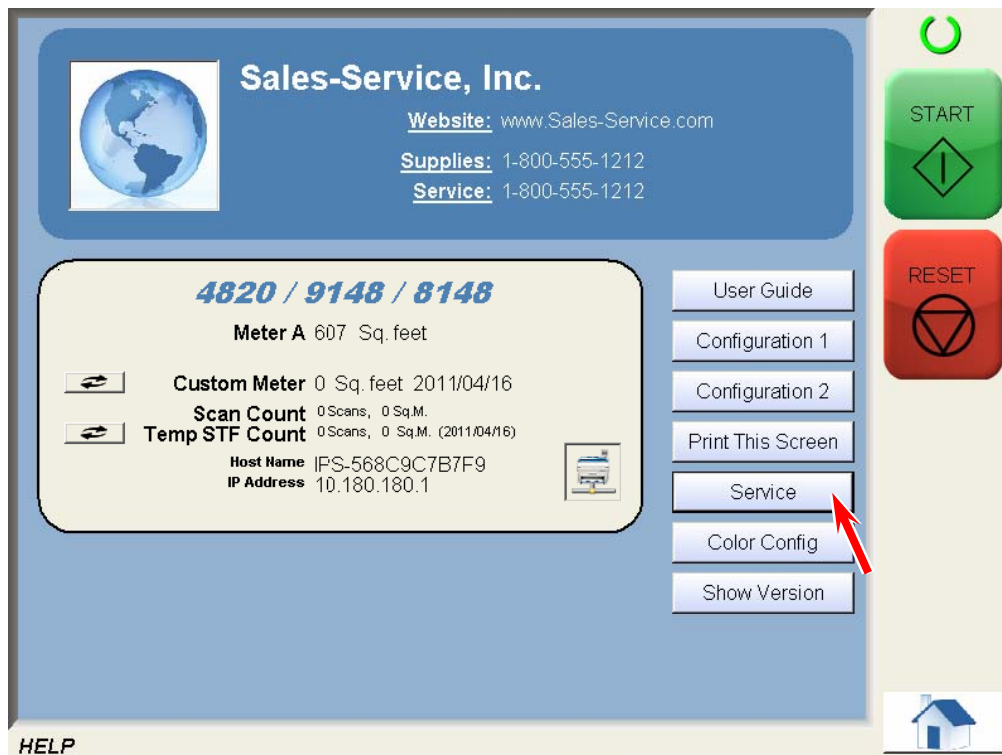 Sales-Service, Inc.
Website: www.Sales-Service.com
Supplies: 1-800-555-1212
Service: 1-800-555-1212
START
RESET
4820 / 9148 / 8148
Meter A 607 Sq. feet
Custom Meter 0 Sq. feet 2011/04/16
Scan Count 0 Scans, 0 Sq.M.
Temp STF Count 0 Scans, 0 Sq.M. (2011/04/16)
Host Name IPS-568C9C7B7F9
IP Address 10.180.180.1
User Guide
Configuration 1
Configuration 2
Print This Screen
Service
Color Config
Show Version
HELP